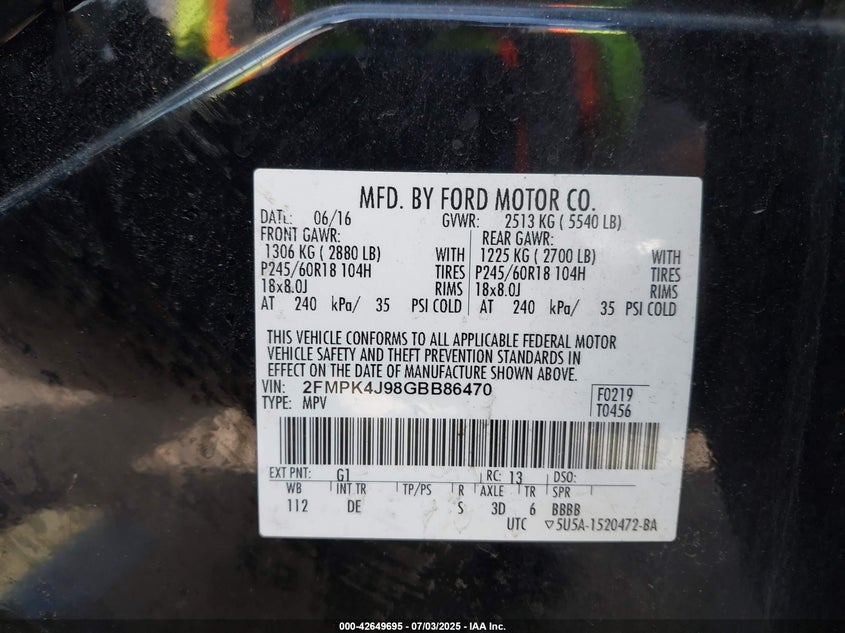 MFD. BY FORD MOTOR CO.
DATE: 06/16 GVWR: 2513 KG ( 5540 LB)
FRONT GAWR: REAR GAWR:
1306 KG ( 2880 LB) WITH 1225 KG ( 2700 LB) WITH
P245/60R18 104H TIRES P245/60R18 104H TIRES
18x8.0J RIMS 18x8.0J RIMS
AT 240 kPa/ 35 PSI COLD AT 240 kPa/ 35 PSI COLD
THIS VEHICLE CONFORMS TO ALL APPLICABLE FEDERAL MOTOR
VEHICLE SAFETY AND THEFT PREVENTION STANDARDS IN
EFFECT ON THE DATE OF MANUFACTURE SHOWN ABOVE.
VIN: 2FMPK4J98GBB86470 F0219
TYPE: MPV T0456
EXT PNT: G1 RC: 13 DSO:
WB INT TR TP/PS R AXLE TR SPR
112 DE S 3D 6 BBBB
UTC ▽5U5A-1520472-BA
000-42649695 - 07/03/2025 - IAA Inc.